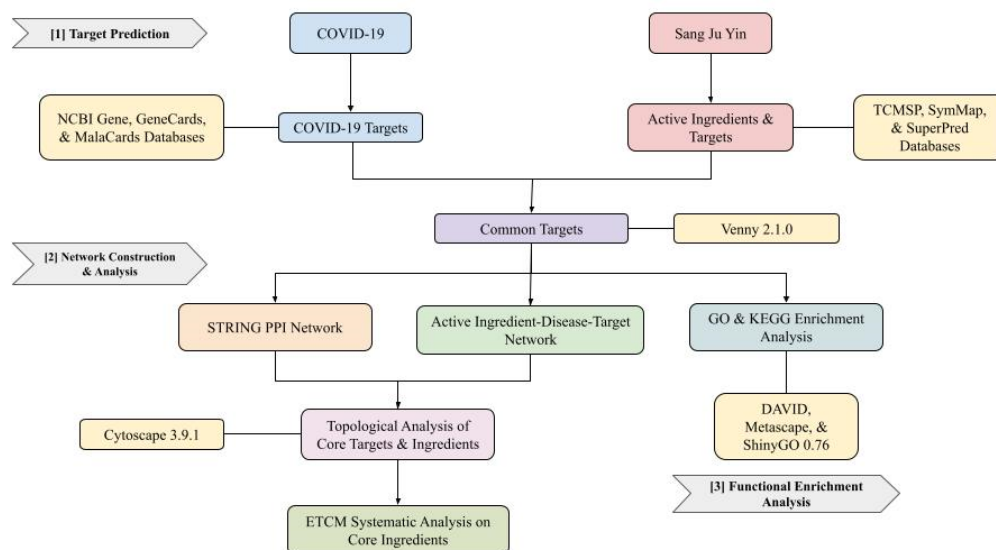 [1] Target Prediction
COVID-19
Sang Ju Yin
NCBI Gene, GeneCards,
& MalaCards Databases
COVID-19 Targets
Active Ingredients &
Targets
TCMSP, SymMap,
& SuperPred
Databases
Common Targets
Venny 2.1.0
[2] Network Construction
& Analysis
STRING PPI Network
Active Ingredient-Disease-Target
Network
GO & KEGG Enrichment
Analysis
Cytoscape 3.9.1
Topological Analysis of
Core Targets & Ingredients
DAVID,
Metascape, &
ShinyGO 0.76
[3] Functional Enrichment
Analysis
ETCM Systematic Analysis on
Core Ingredients